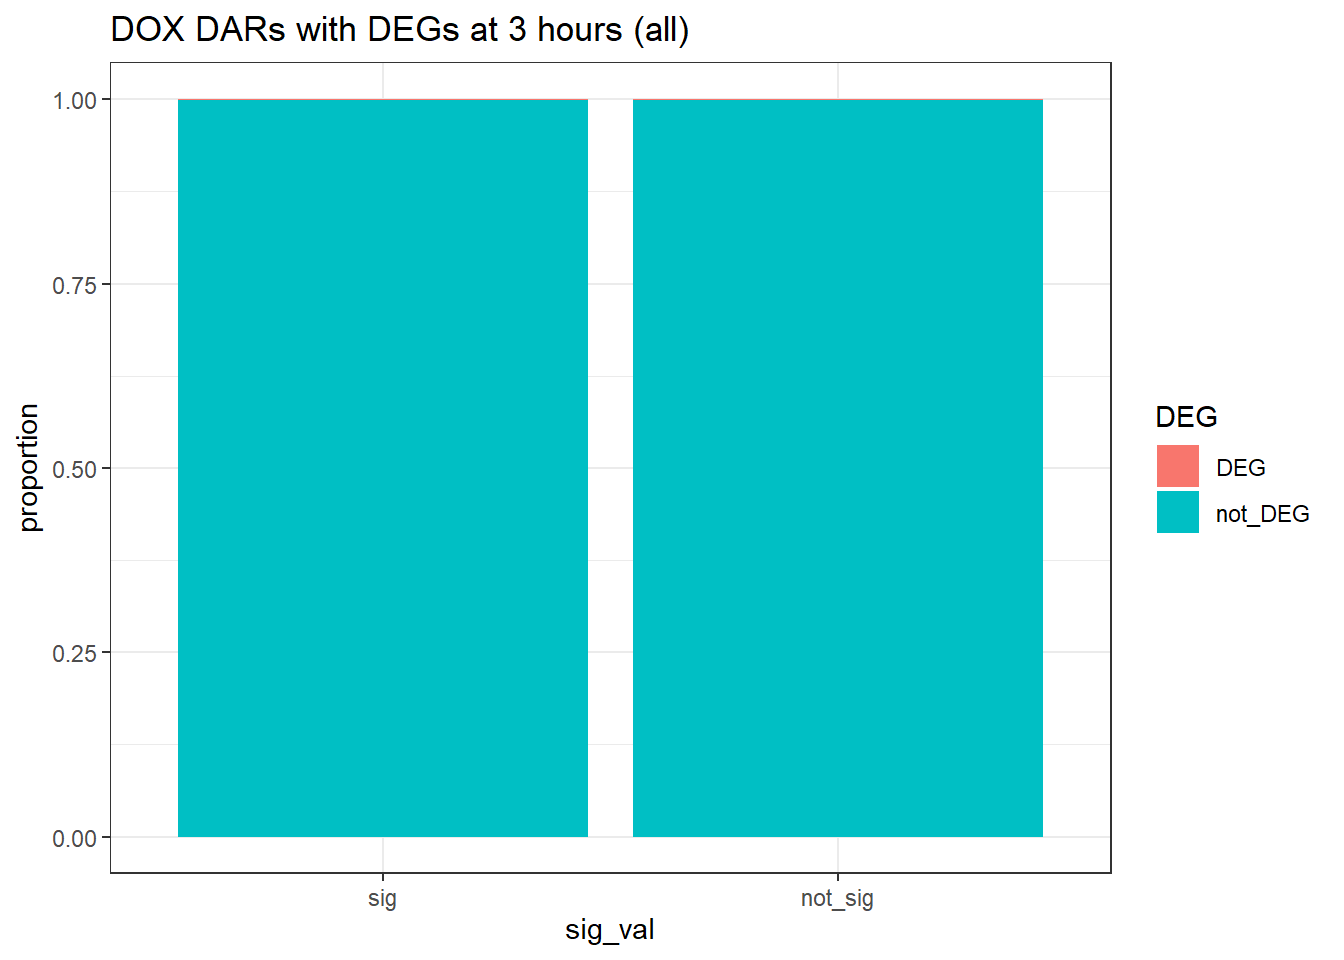 DOX DARs with DEGs at 3 hours (all)
1.00
0.75
0.50
0.25
0.00
proportion
sig
not_sig
sig_val
DEG
DEG
not_DEG